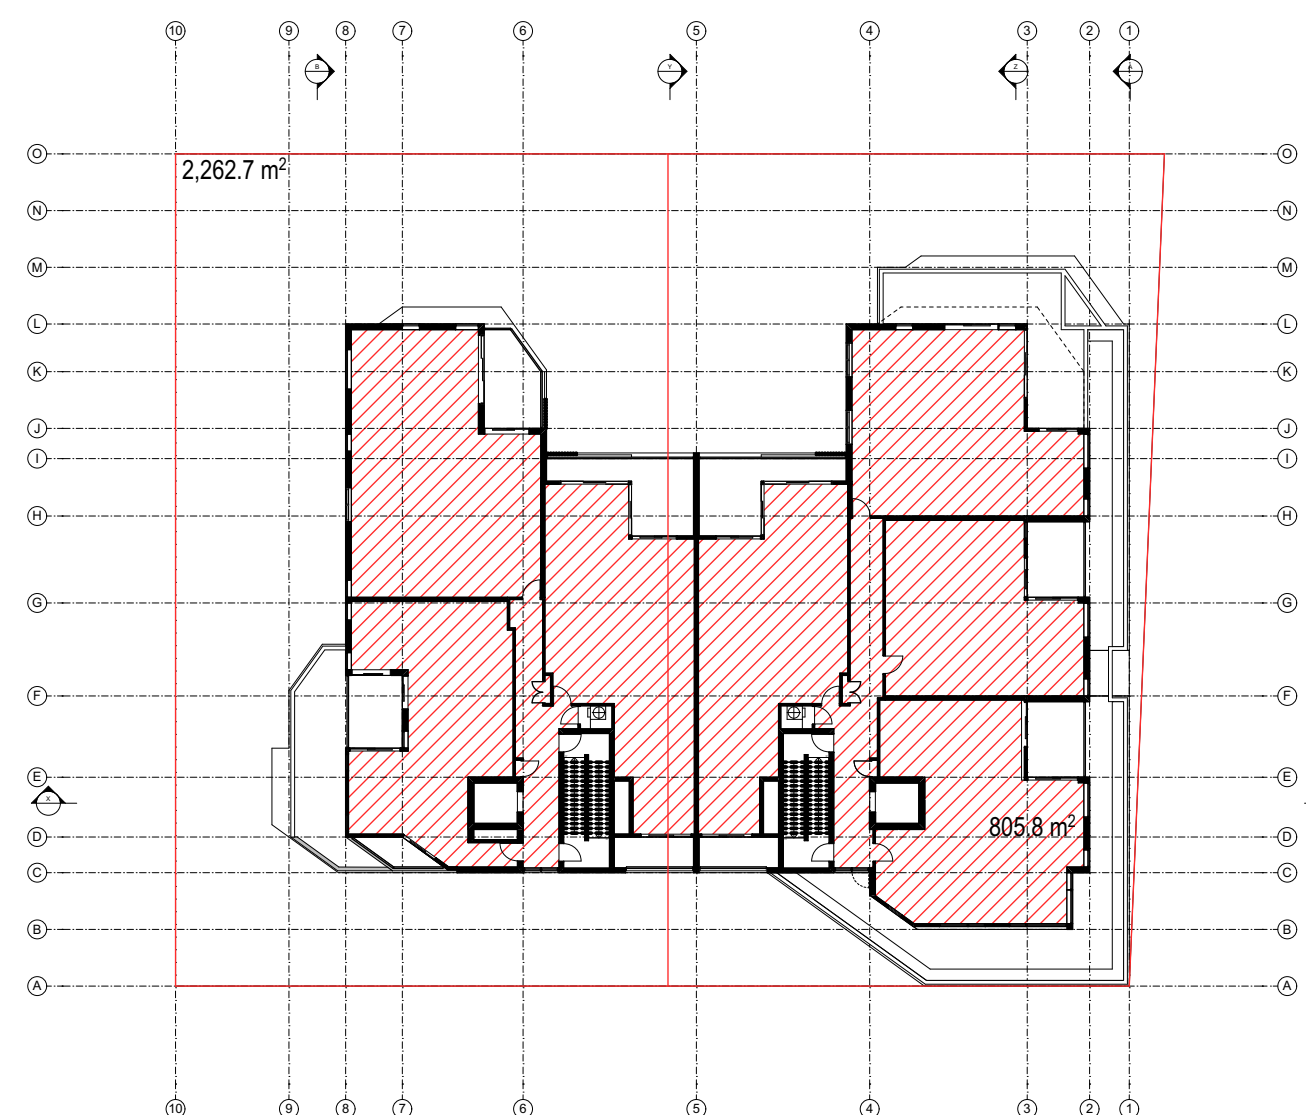 10 9 8 7 6 5 4 3 2 1
B Y Z A
O O
2,262.7 m²
N N
M M
L L
K K
J J
I I
H H
G G
F F
E E
X
805.8 m²
D D
C C
B B
A A
10 9 8 7 6 5 4 3 2 1